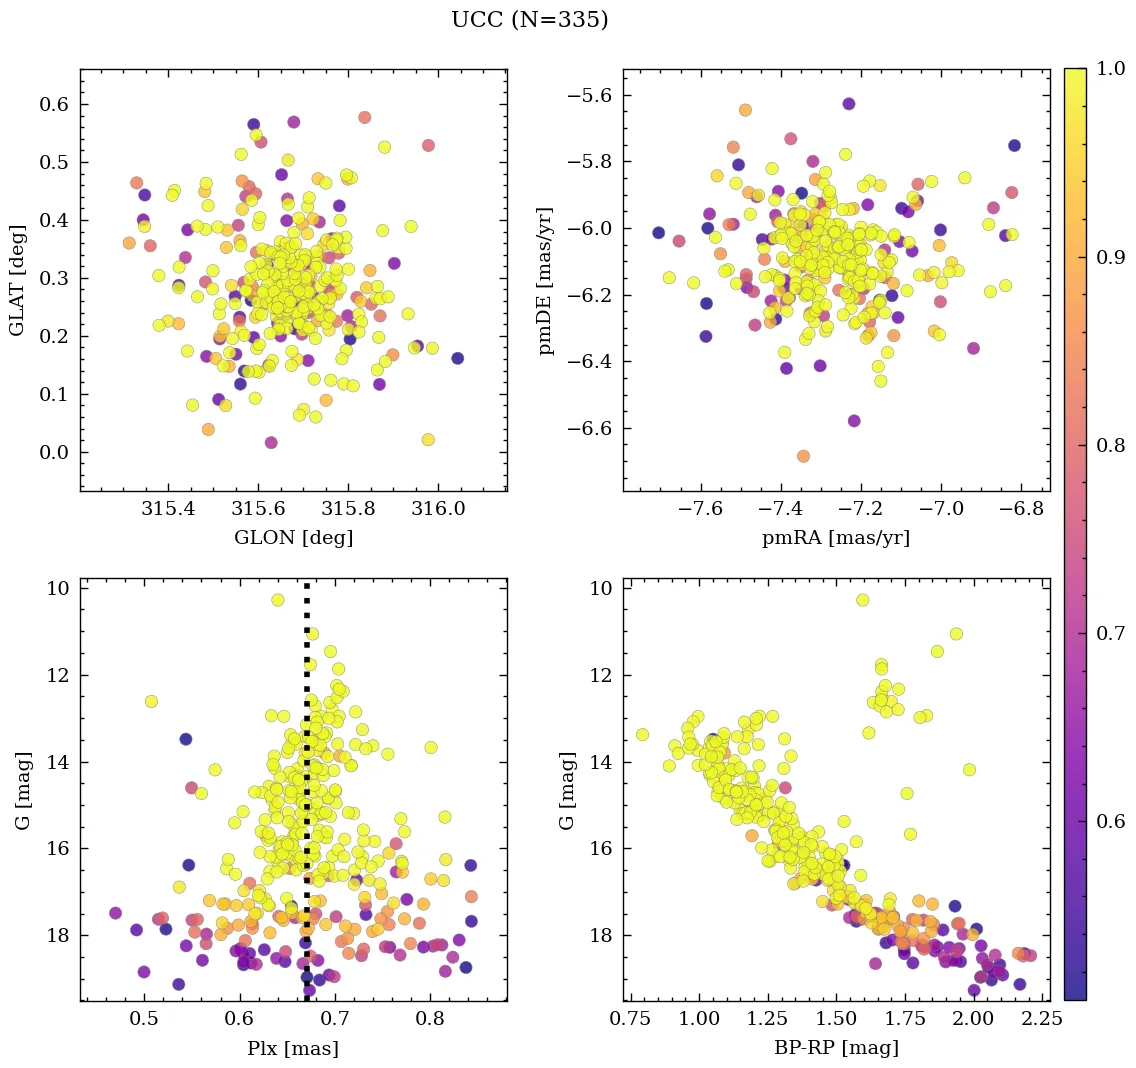 UCC (N=335)
0.6
0.5
0.4
0.3
0.2
0.1
0.0
GLAT [deg]
315.4 315.6 315.8 316.0
GLON [deg]
−5.6
−5.8
−6.0
−6.2
−6.4
−6.6
pmDE [mas/yr]
−7.6 −7.4 −7.2 −7.0 −6.8
pmRA [mas/yr]
1.0
0.9
0.8
0.7
0.6
10
12
14
16
18
G [mag]
0.5 0.6 0.7 0.8
Plx [mas]
10
12
14
16
18
G [mag]
0.75 1.00 1.25 1.50 1.75 2.00 2.25
BP-RP [mag]